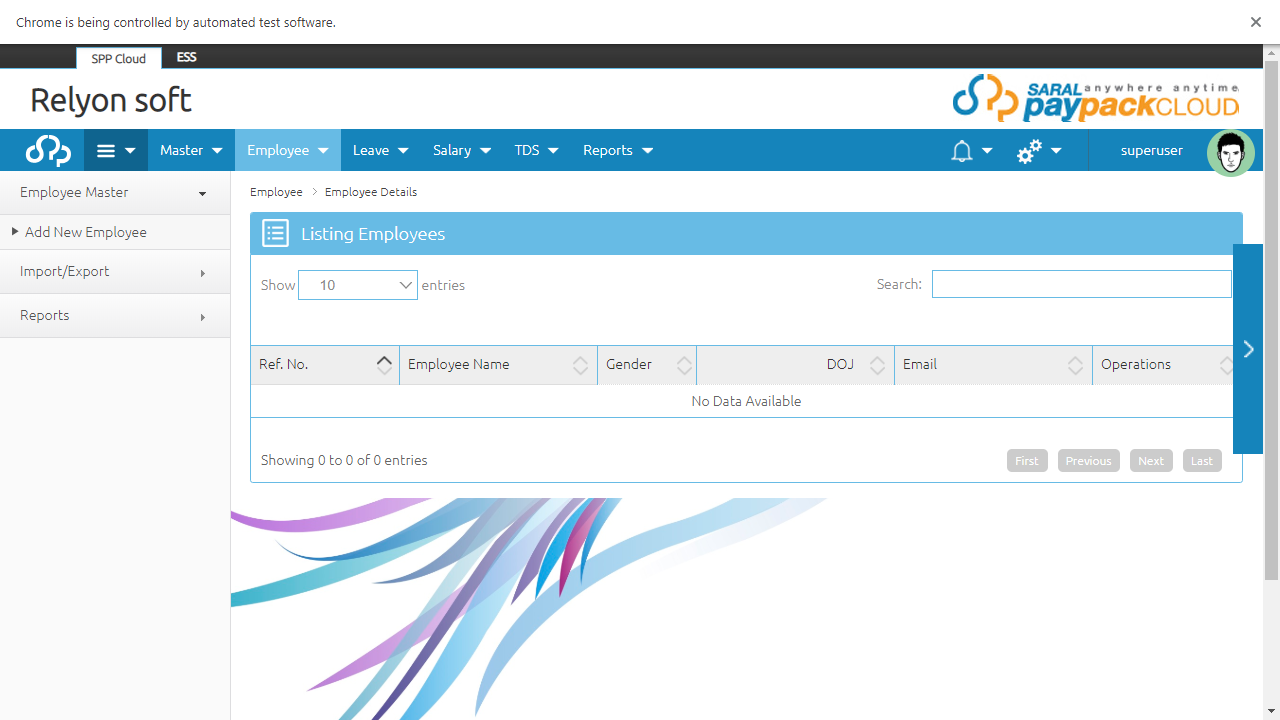 Chrome is being controlled by automated test software.
SPP Cloud ESS
Relyon soft
SARAL anywhere anytime
paypackCLOUD
Master Employee Leave Salary TDS Reports superuser
Employee Master
Add New Employee
Import/Export
Reports
Employee Employee Details
Listing Employees
Show 10 entries Search:
Ref. No. Employee Name Gender DOJ Email Operations
No Data Available
Showing 0 to 0 of 0 entries First Previous Next Last